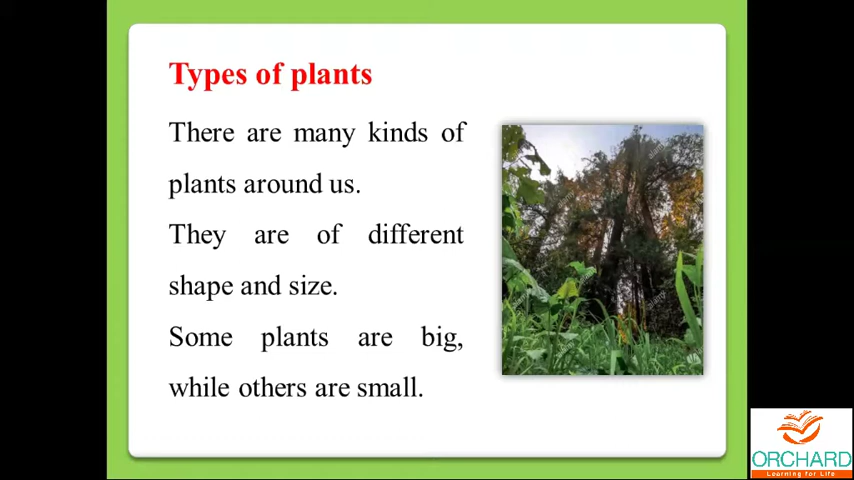 Types of plants
There are many kinds of
plants around us.
They are of different
shape and size.
Some plants are big,
while others are small.
ORCHARD
Learning for Life